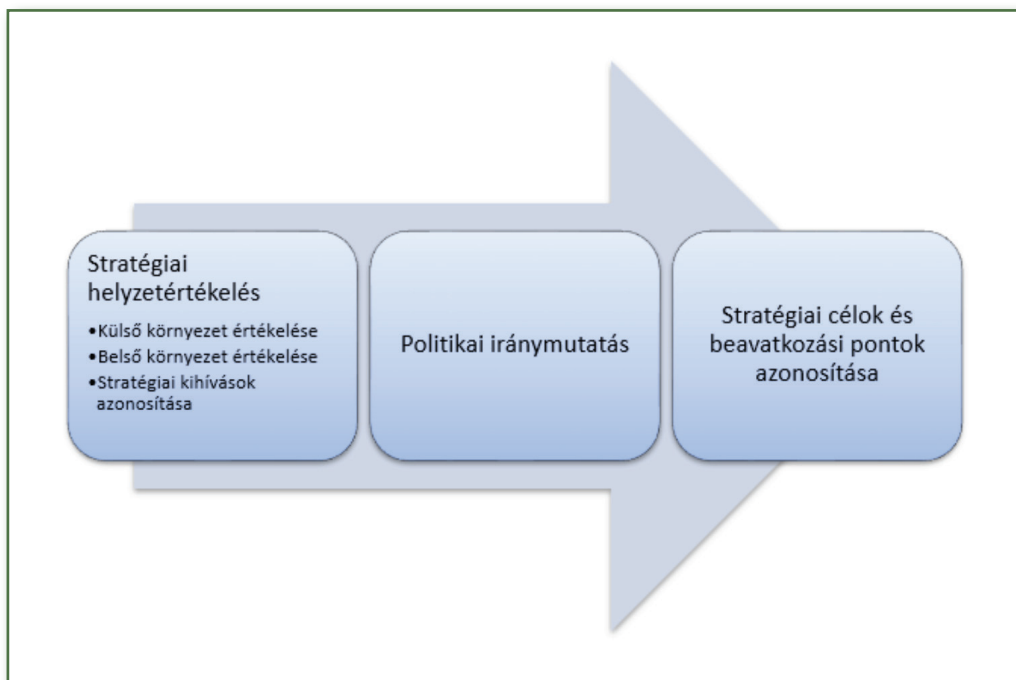 Stratégiai
helyzetértékelés
•Külső környezet értékelése
•Belső környezet értékelése
•Stratégiai kihívások
azonosítása
Politikai iránymutatás
Stratégiai célok és
beavatkozási pontok
azonosítása